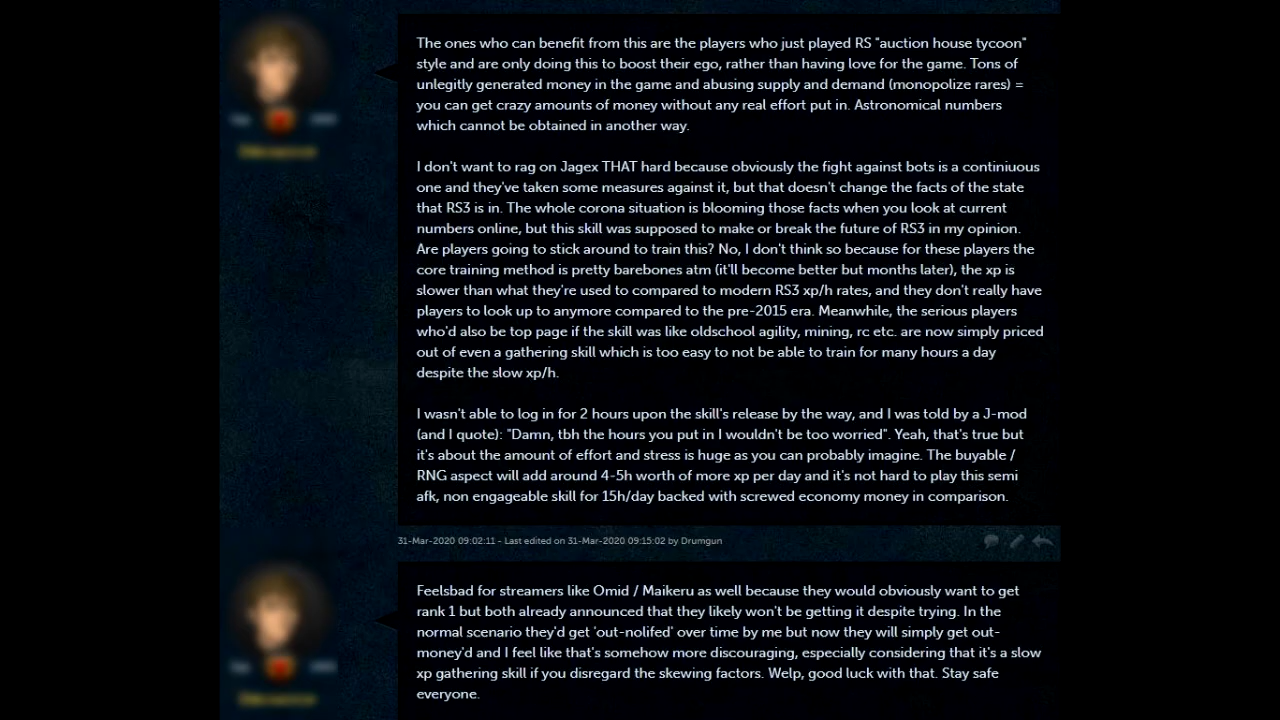 The ones who can benefit from this are the players who just played RS "auction house tycoon"
style and are only doing this to boost their ego, rather than having love for the game. Tons of
unlegitly generated money in the game and abusing supply and demand (monopolize rares) =
you can get crazy amounts of money without any real effort put in. Astronomical numbers
which cannot be obtained in another way.
I don't want to rag on Jagex THAT hard because obviously the fight against bots is a continiuous
one and they've taken some measures against it, but that doesn't change the facts of the state
that RS3 is in. The whole corona situation is blooming those facts when you look at current
numbers online, but this skill was supposed to make or break the future of RS3 in my opinion.
Are players going to stick around to train this? No, I don't think so because for these players the
core training method is pretty barebones atm (it'll become better but months later), the xp is
slower than what they're used to compared to modern RS3 xp/h rates, and they don't really have
players to look up to anymore compared to the pre-2015 era. Meanwhile, the serious players
who'd also be top page if the skill was like oldschool agility, mining, rc etc. are now simply priced
out of even a gathering skill which is too easy to not be able to train for many hours a day
despite the slow xp/h.
I wasn't able to log in for 2 hours upon the skill's release by the way, and I was told by a J-mod
(and I quote): "Damn, tbh the hours you put in I wouldn't be too worried". Yeah, that's true but
it's about the amount of effort and stress is huge as you can probably imagine. The buyable /
RNG aspect will add around 4-5h worth of more xp per day and it's not hard to play this semi
afk, non engageable skill for 15h/day backed with screwed economy money in comparison.
31-Mar-2020 09:02:11 - Last edited on 31-Mar-2020 09:15:02 by Drumgun
Feelsbad for streamers like Omid / Maikeru as well because they would obviously want to get
rank 1 but both already announced that they likely won't be getting it despite trying. In the
normal scenario they'd get 'out-nolifed' over time by me but now they will simply get out-
money'd and I feel like that's somehow more discouraging, especially considering that it's a slow
xp gathering skill if you disregard the skewing factors. Welp, good luck with that. Stay safe
everyone.